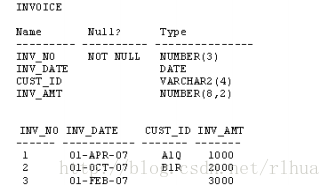 INVOICE
Name Null? Type
---------- ---------- ---------------
INV_NO NOT NULL NUMBER(3)
INV_DATE DATE
CUST_ID VARCHAR2(4)
INV_AMT NUMBER(8,2)
INV_NO INV_DATE CUST_ID INV_AMT
------ --------- ------- -------
1 01-APR-07 A1Q 1000
2 01-OCT-07 B1R 2000
3 01-FEB-07 3000
http://blog.csdn.net/rlhua